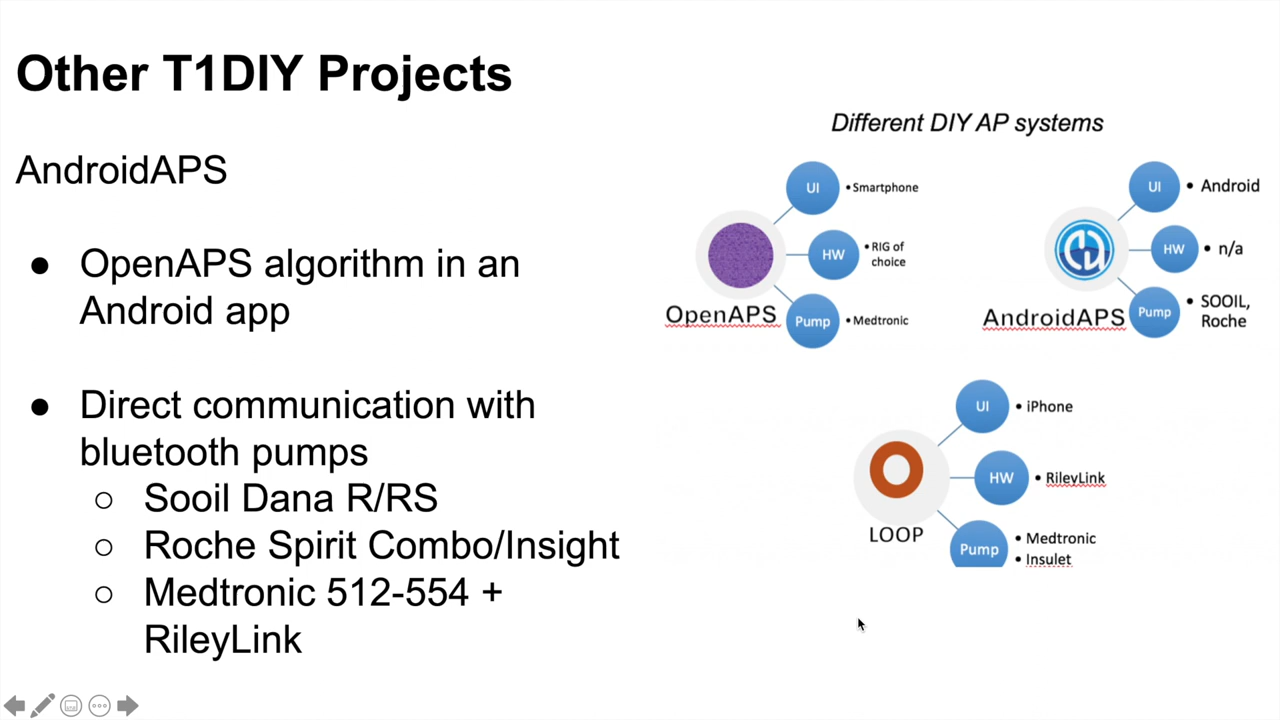 Other T1DIY Projects
AndroidAPS
● OpenAPS algorithm in an
Android app
● Direct communication with
bluetooth pumps
○ Sooil Dana R/RS
○ Roche Spirit Combo/Insight
○ Medtronic 512-554 +
RileyLink
Different DIY AP systems
UI
• Smartphone
HW
• RIG of
choice
Pump
• Medtronic
OpenAPS
UI
• Android
HW
• n/a
Pump
• SOOIL,
Roche
AndroidAPS
UI
• iPhone
HW
• RileyLink
Pump
• Medtronic
• Insulet
LOOP